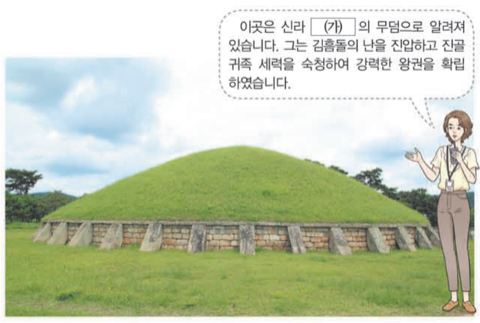 이곳은 신라 (가) 의 무덤으로 알려져
있습니다. 그는 김흠돌의 난을 진압하고 진골
귀족 세력을 숙청하여 강력한 왕권을 확립
하였습니다.